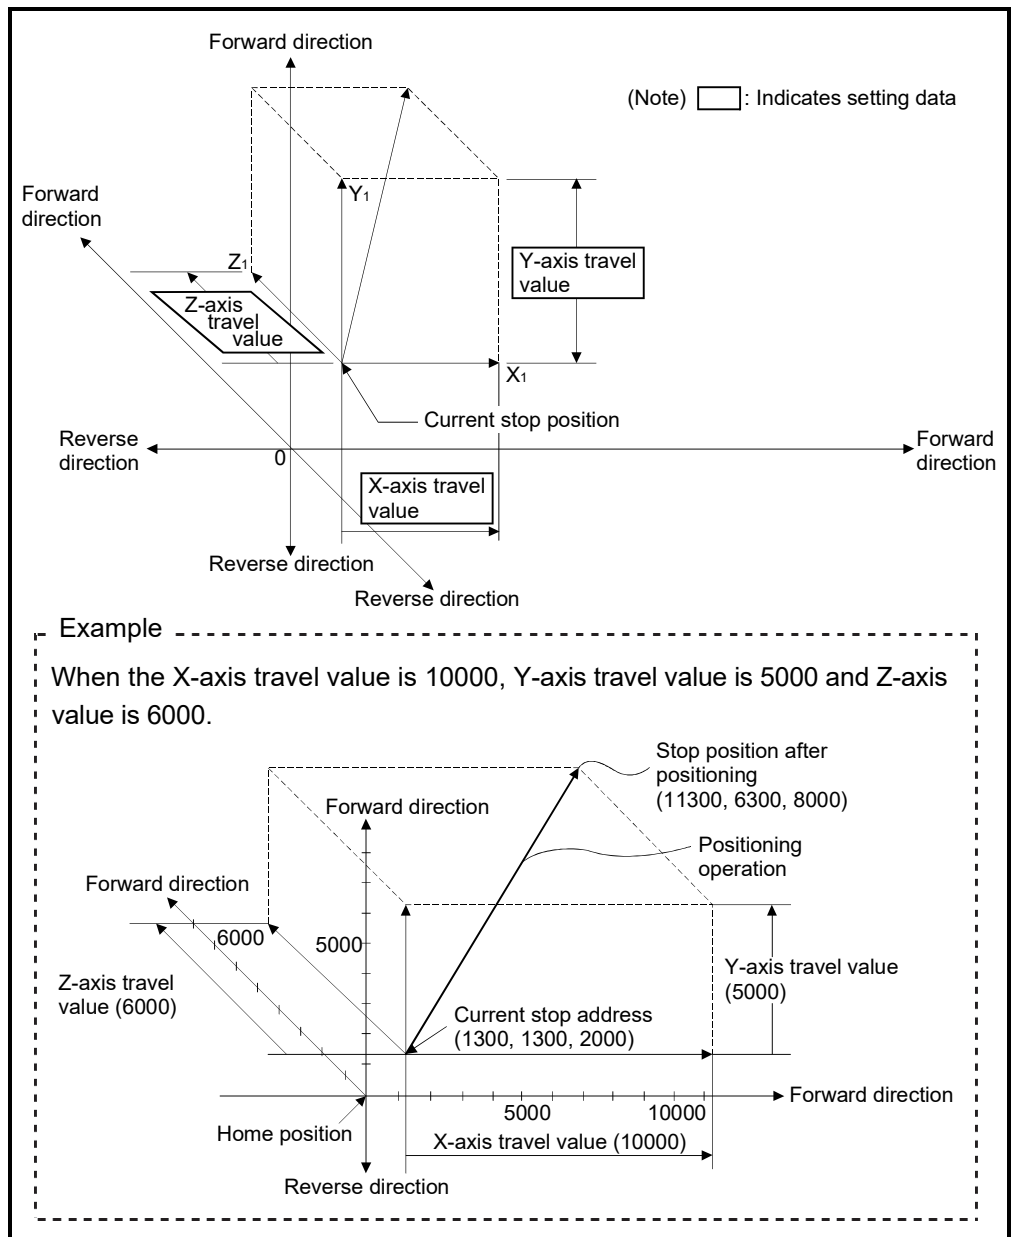 Forward direction
(Note) : Indicates setting data
Forward
direction
Y1
Z1
Y-axis travel
value
Z-axis
travel
value
X1
Current stop position
Reverse
direction
0
Forward
direction
X-axis travel
value
Reverse direction
Reverse direction
Example
When the X-axis travel value is 10000, Y-axis travel value is 5000 and Z-axis
value is 6000.
Stop position after
positioning
(11300, 6300, 8000)
Forward direction
Positioning
operation
Forward direction
6000
5000
Z-axis travel
value (6000)
Y-axis travel value
(5000)
Current stop address
(1300, 1300, 2000)
Forward direction
5000
10000
Home position
X-axis travel value (10000)
Reverse direction